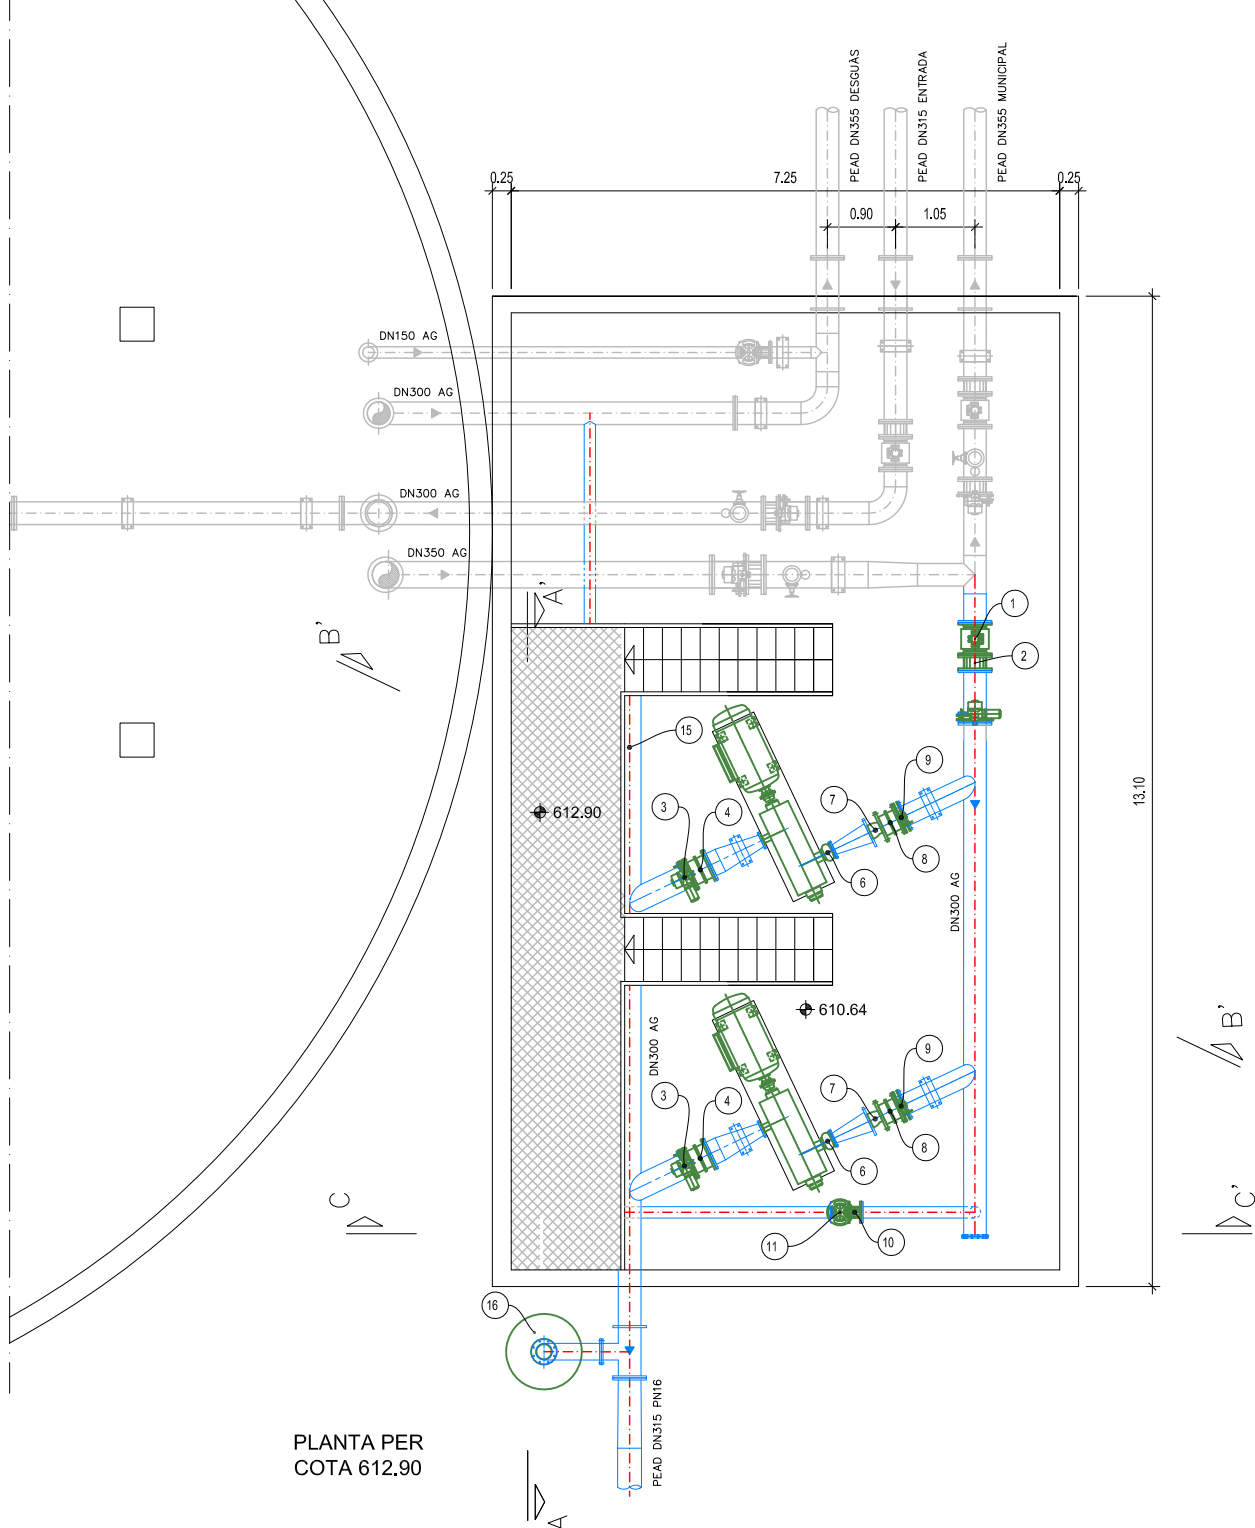 PEAD DN355 DESGUÀS
PEAD DN315 ENTRADA
PEAD DN355 MUNICIPAL
0.25
7.25
0.25
0.90
1.05
DN150 AG
DN300 AG
DN300 AG
DN350 AG
A'
B'
1
2
15
9
13.10
3
4
7
612.90
8
6
DN300 AG
610.64
B'
DN300 AG
9
3
4
7
8
6
C
C'
11
10
16
PEAD DN315 PN16
PLANTA PER
COTA 612.90
A